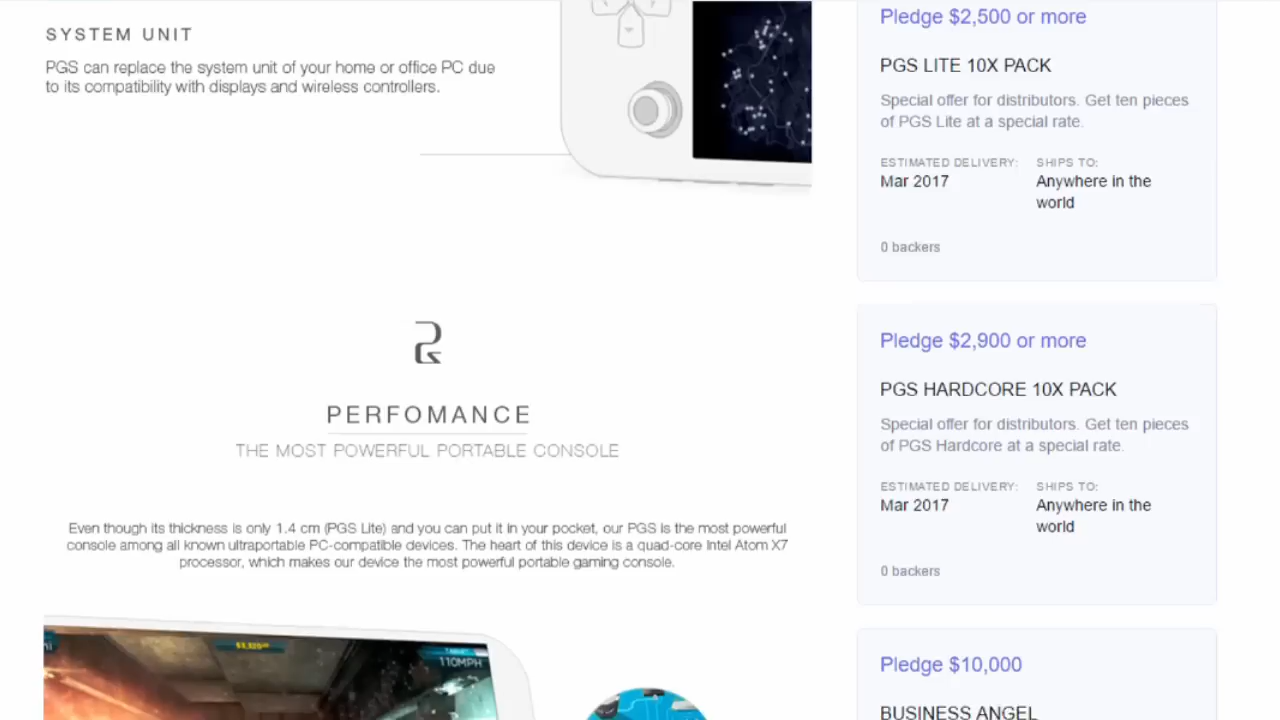 SYSTEM UNIT
PGS can replace the system unit of your home or office PC due
to its compatibility with displays and wireless controllers.
PERFOMANCE
THE MOST POWERFUL PORTABLE CONSOLE
Even though its thickness is only 1.4 cm (PGS Lite) and you can put it in your pocket, our PGS is the most powerful
console among all known ultraportable PC-compatible devices. The heart of this device is a quad-core Intel Atom X7
processor, which makes our device the most powerful portable gaming console.
110MPH
Pledge $2,500 or more
PGS LITE 10X PACK
Special offer for distributors. Get ten pieces
of PGS Lite at a special rate.
ESTIMATED DELIVERY: SHIPS TO:
Mar 2017 Anywhere in the
world
0 backers
Pledge $2,900 or more
PGS HARDCORE 10X PACK
Special offer for distributors. Get ten pieces
of PGS Hardcore at a special rate.
ESTIMATED DELIVERY: SHIPS TO:
Mar 2017 Anywhere in the
world
0 backers
Pledge $10,000
BUSINESS ANGEL